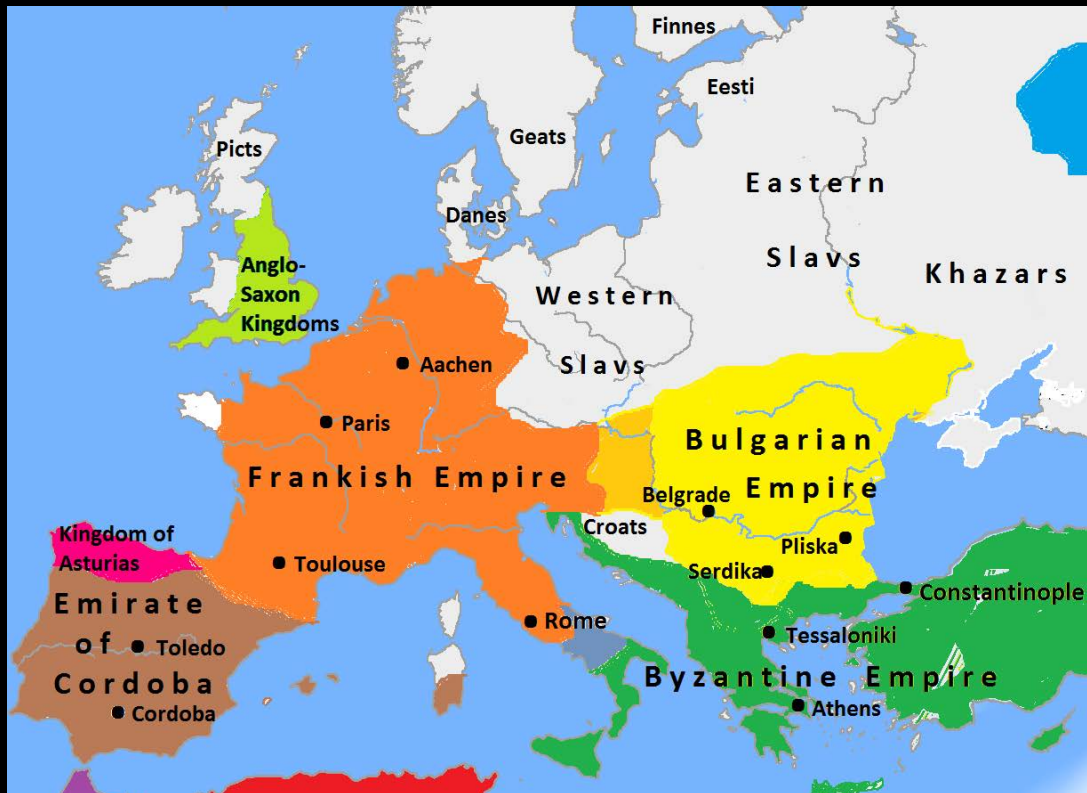 Finnes
Eesti
Geats
Picts
Eastern
Danes
Slavs
Anglo-
Saxon
Kingdoms
Khazars
Western
Slavs
Aachen
Paris
Bulgarian
Empire
Frankish Empire
Belgrade
Croats
Pliska
Kingdom of
Asturias
Toulouse
Serdika
Constantinople
Emirate
of
Cordoba
Rome
Tessaloniki
Toledo
Byzantine Empire
Cordoba
Athens